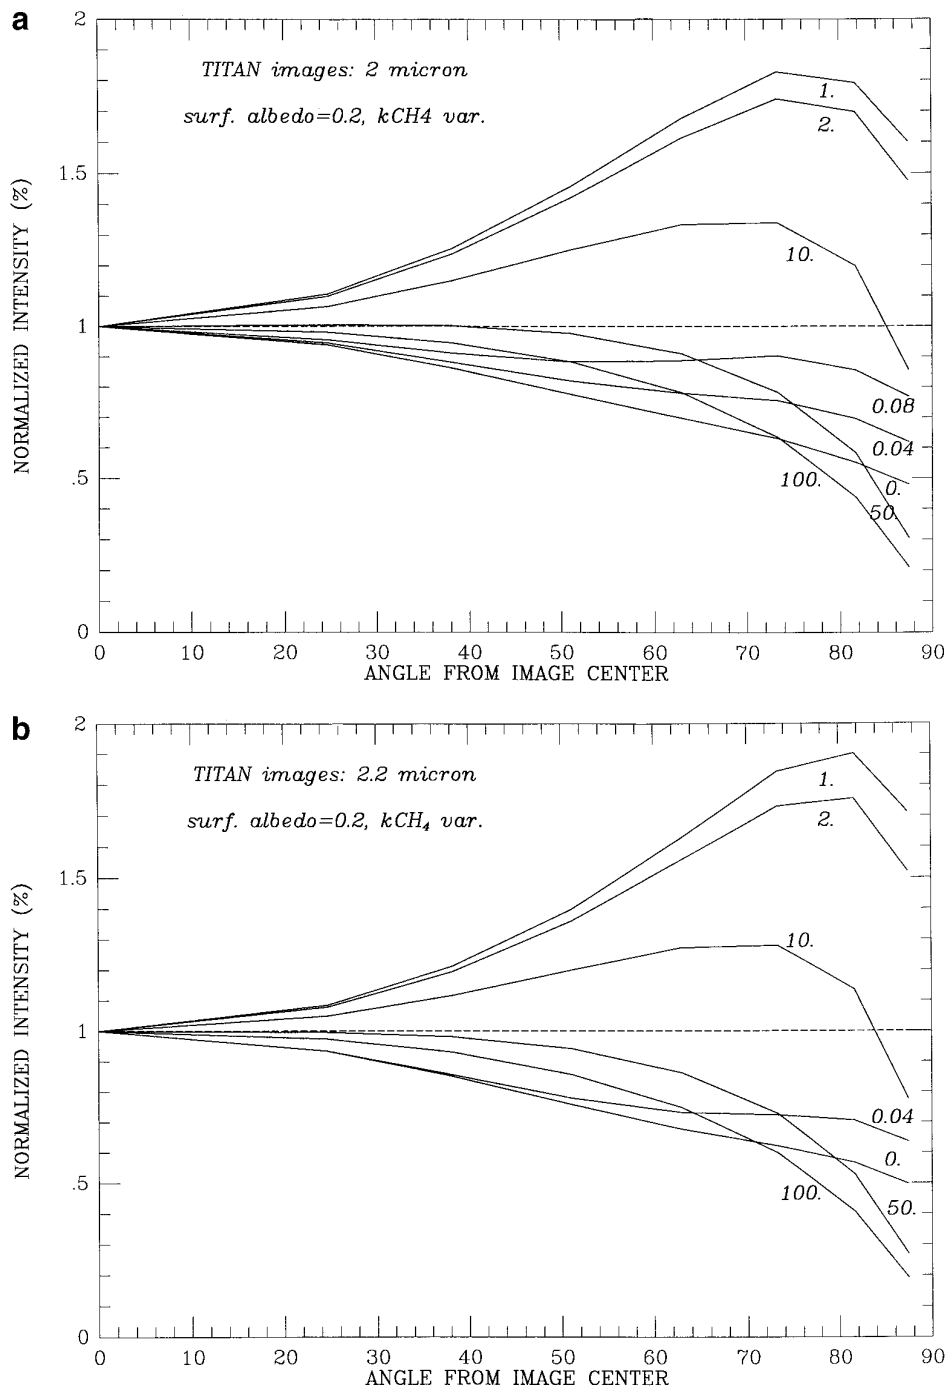 a
2
TITAN images: 2 micron
surf. albedo=0.2, kCH4 var.
1.
2.
1.5
10.
1
0.08
0.04
.5
100.
0.
50.
0
0 10 20 30 40 50 60 70 80 90
NORMALIZED INTENSITY (%)
ANGLE FROM IMAGE CENTER
b
2
TITAN images: 2.2 micron
surf. albedo=0.2, kCH₄ var.
1.
2.
1.5
10.
1
0.04
0.
.5
100.
50.
0
0 10 20 30 40 50 60 70 80 90
NORMALIZED INTENSITY (%)
ANGLE FROM IMAGE CENTER